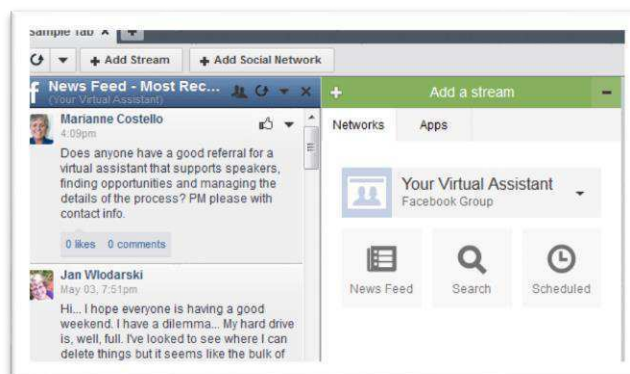 Sample Tab X +
+ Add Stream
+ Add Social Network
f News Feed - Most Rec...
(Your Virtual Assistant)
Marianne Costello
4:09pm
Does anyone have a good referral for a
virtual assistant that supports speakers,
finding opportunities and managing the
details of the process? PM please with
contact info.
0 likes 0 comments
Jan Wlodarski
May 03, 7:51pm
Hi... I hope everyone is having a good
weekend. I have a dilemma... My hard drive
is, well, full. I've looked to see where I can
delete things but it seems like the bulk of
+ Add a stream -
Networks Apps
Your Virtual Assistant
Facebook Group
News Feed
Search
Scheduled